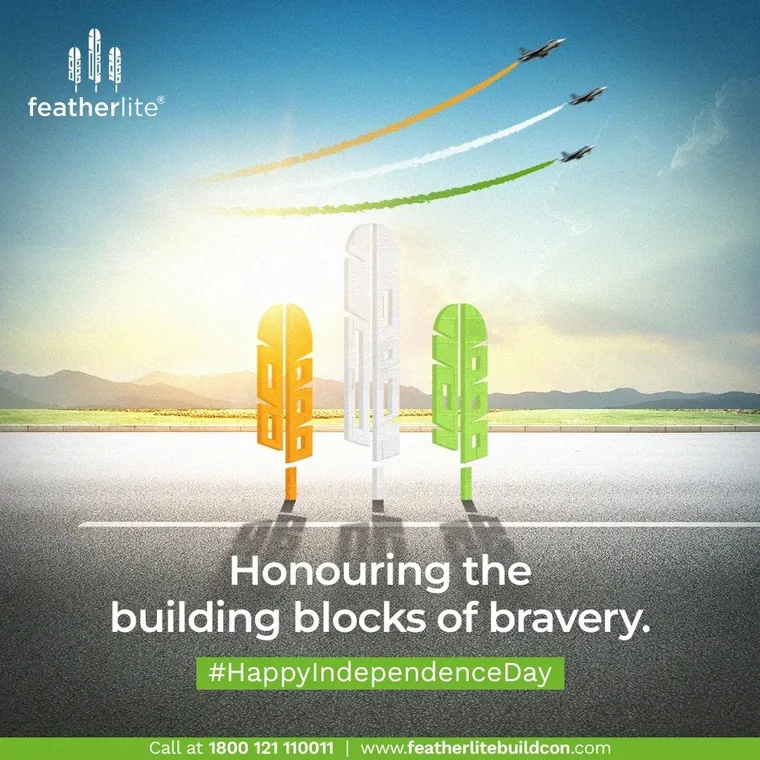 featherlite®
Honouring the
building blocks of bravery.
#HappyIndependenceDay
Call at 1800 121 110011 | www.featherlitebuildcon.com